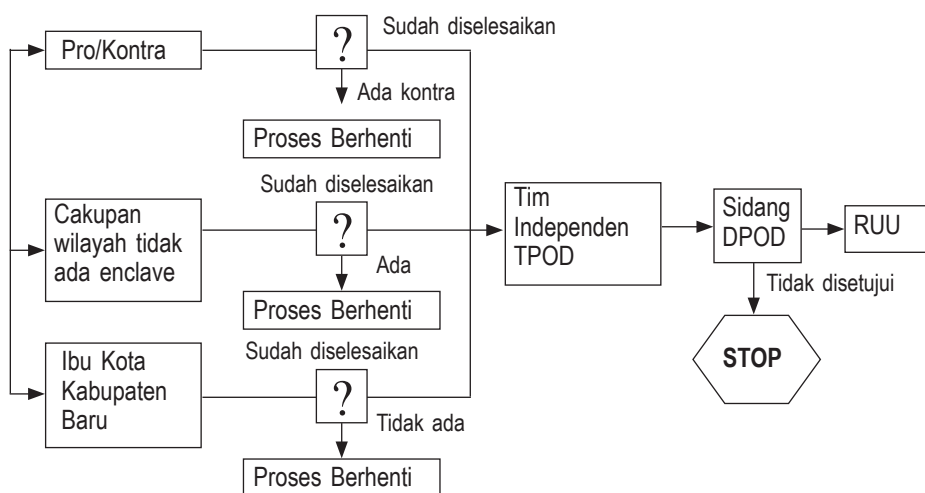 Pro/Kontra
?
Sudah diselesaikan
Ada kontra
Proses Berhenti
Cakupan
wilayah tidak
ada enclave
Sudah diselesaikan
?
Ada
Proses Berhenti
Ibu Kota
Kabupaten
Baru
Sudah diselesaikan
?
Tidak ada
Proses Berhenti
Tim
Independen
TPOD
Sidang
DPOD
RUU
Tidak disetujui
STOP